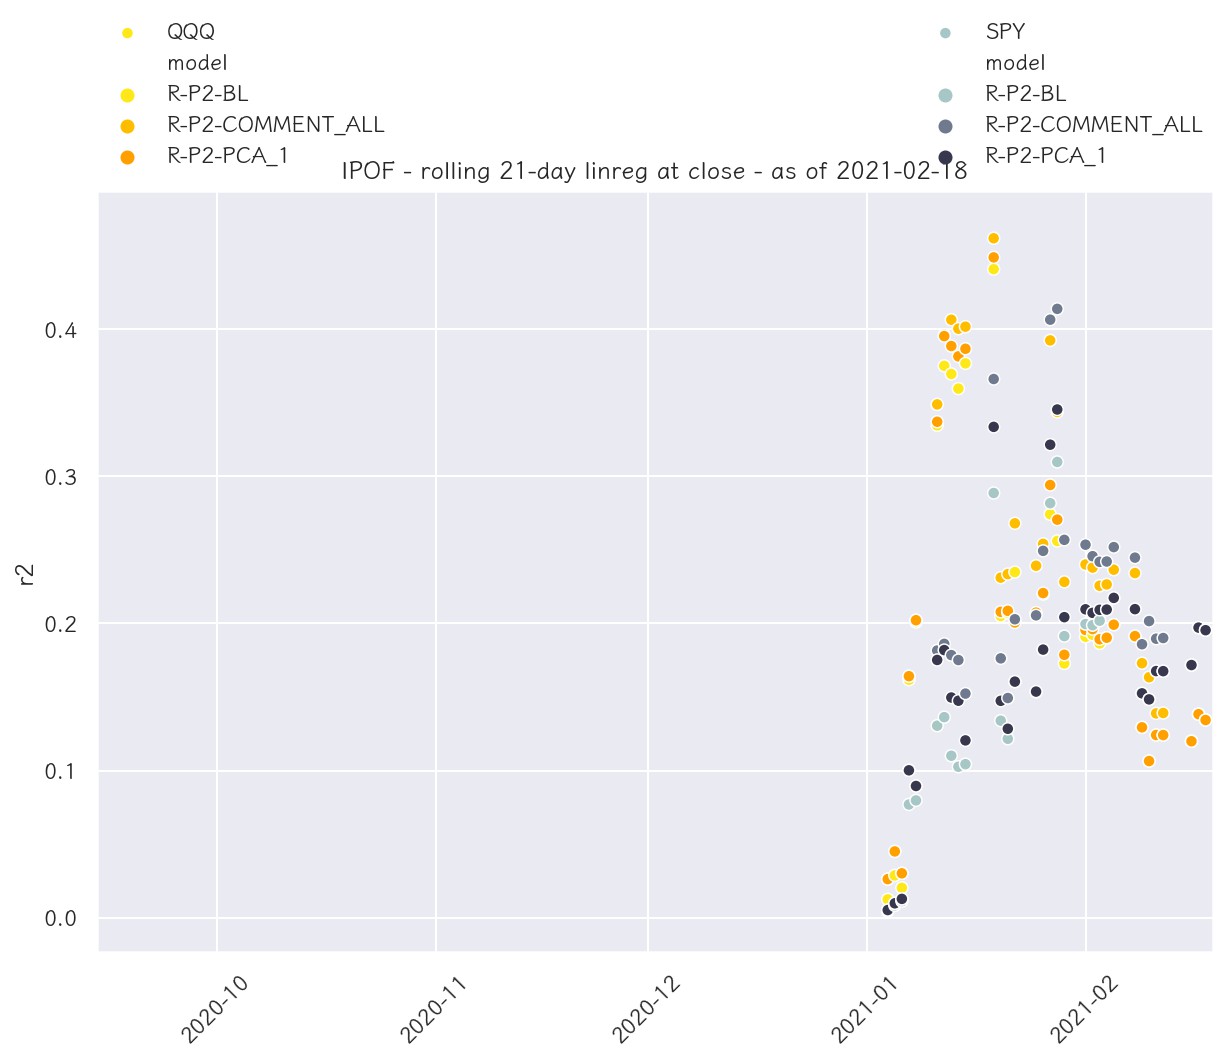 QQQ
model
R-P2-BL
R-P2-COMMENT_ALL
R-P2-PCA_1
SPY
model
R-P2-BL
R-P2-COMMENT_ALL
R-P2-PCA_1
IPOF - rolling 21-day linreg at close - as of 2021-02-18
r2
0.4
0.3
0.2
0.1
0.0
2020-10
2020-11
2020-12
2021-01
2021-02